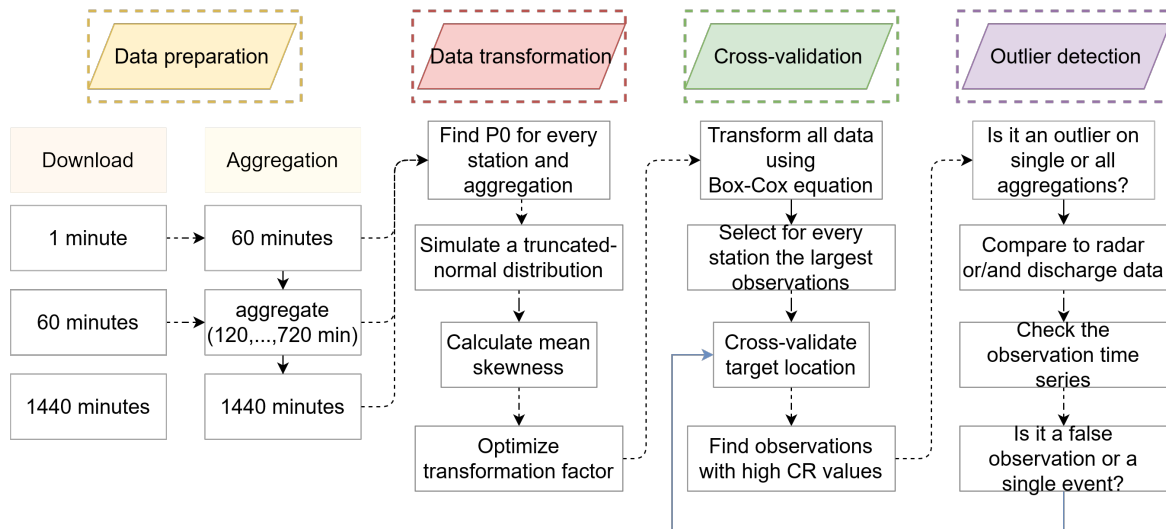 Data preparation
Data transformation
Cross-validation
Outlier detection
Download
Aggregation
1 minute
60 minutes
60 minutes
aggregate
(120,...,720 min)
1440 minutes
1440 minutes
Find P0 for every
station and
aggregation
Simulate a truncated-
normal distribution
Calculate mean
skewness
Optimize
transformation factor
Transform all data
using
Box-Cox equation
Select for every
station the largest
observations
Cross-validate
target location
Find observations
with high CR values
Is it an outlier on
single or all
aggregations?
Compare to radar
or/and discharge data
Check the
observation time
series
Is it a false
observation or a
single event?